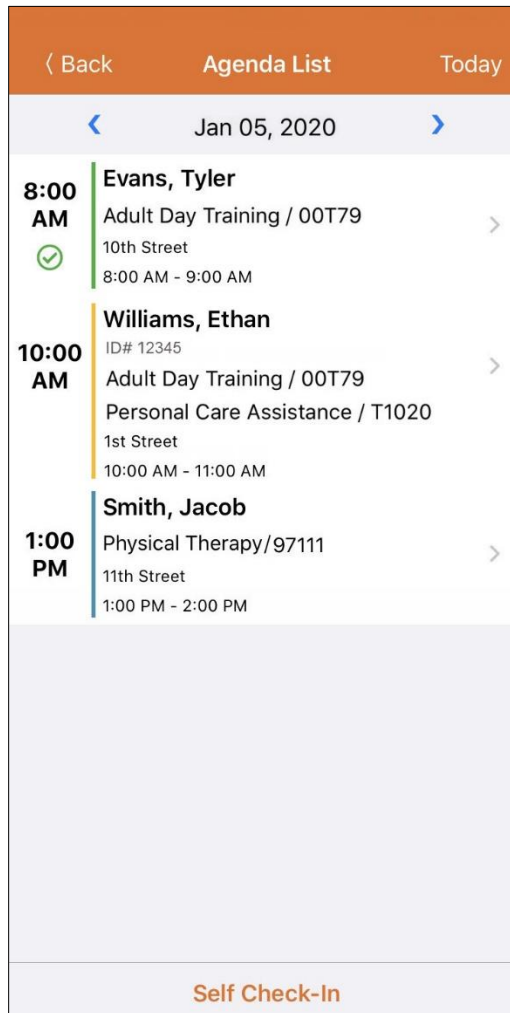 Back Agenda List Today
Jan 05, 2020
8:00 AM
Evans, Tyler
Adult Day Training / 00T79
10th Street
8:00 AM - 9:00 AM
10:00 AM
Williams, Ethan
ID# 12345
Adult Day Training / 00T79
Personal Care Assistance / T1020
1st Street
10:00 AM - 11:00 AM
1:00 PM
Smith, Jacob
Physical Therapy/97111
11th Street
1:00 PM - 2:00 PM
Self Check-In